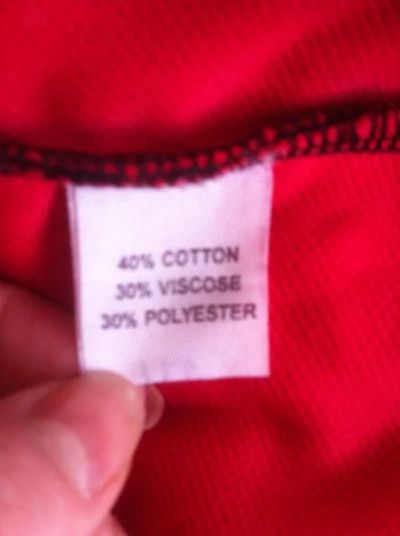 40% COTTON
30% VISCOSE
30% POLYESTER